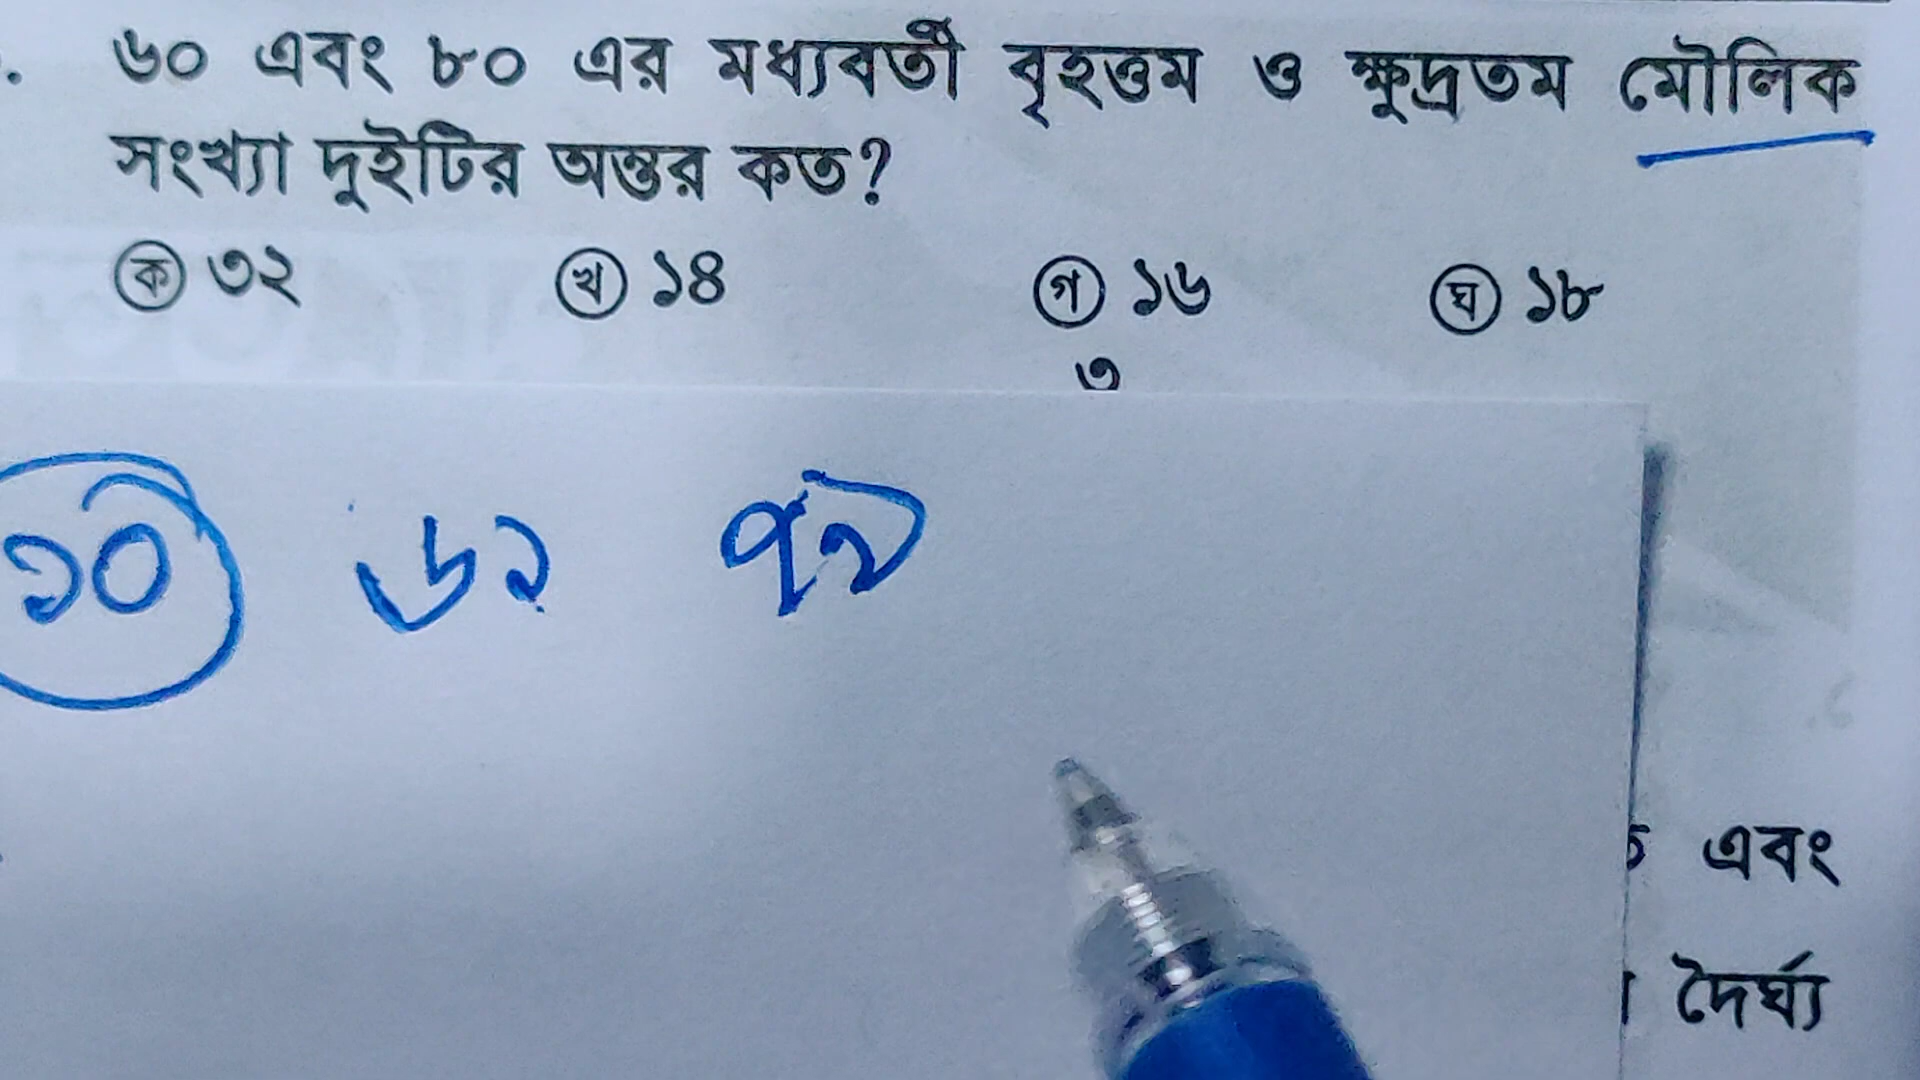 ৬০ এবং ৮০ এর মধ্যবর্তী বৃহত্তম ও ক্ষুদ্রতম মৌলিক
সংখ্যা দুইটির অন্তর কত?
ক ৩২ খ ১৪ গ ১৬ ঘ ১৮
৩
১০ ৬১ ৭৯
এবং
দৈর্ঘ্য